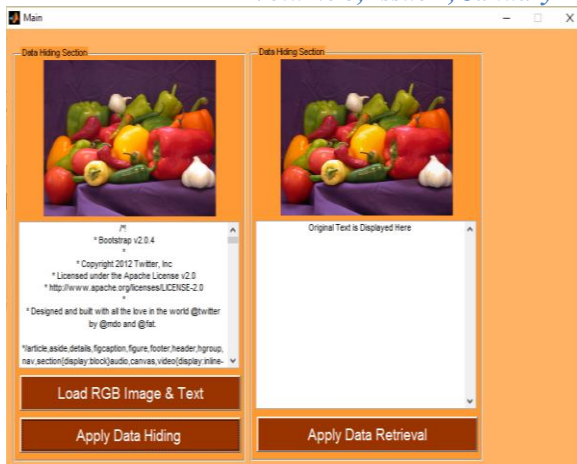 Main
Data Hiding Section
/*!
* Bootstrap v2.0.4
*
* Copyright 2012 Twitter, Inc
* Licensed under the Apache License v2.0
* http://www.apache.org/licenses/LICENSE-2.0
*
* Designed and built with all the love in the world @twitter
by @mdo and @fat.
*/article,aside,details,figcaption,figure,footer,header,hgroup,
nav,section{display:block}audio,canvas,video{display:inline-
Load RGB Image & Text
Apply Data Hiding
Data Hiding Section
Original Text is Displayed Here
Apply Data Retrieval